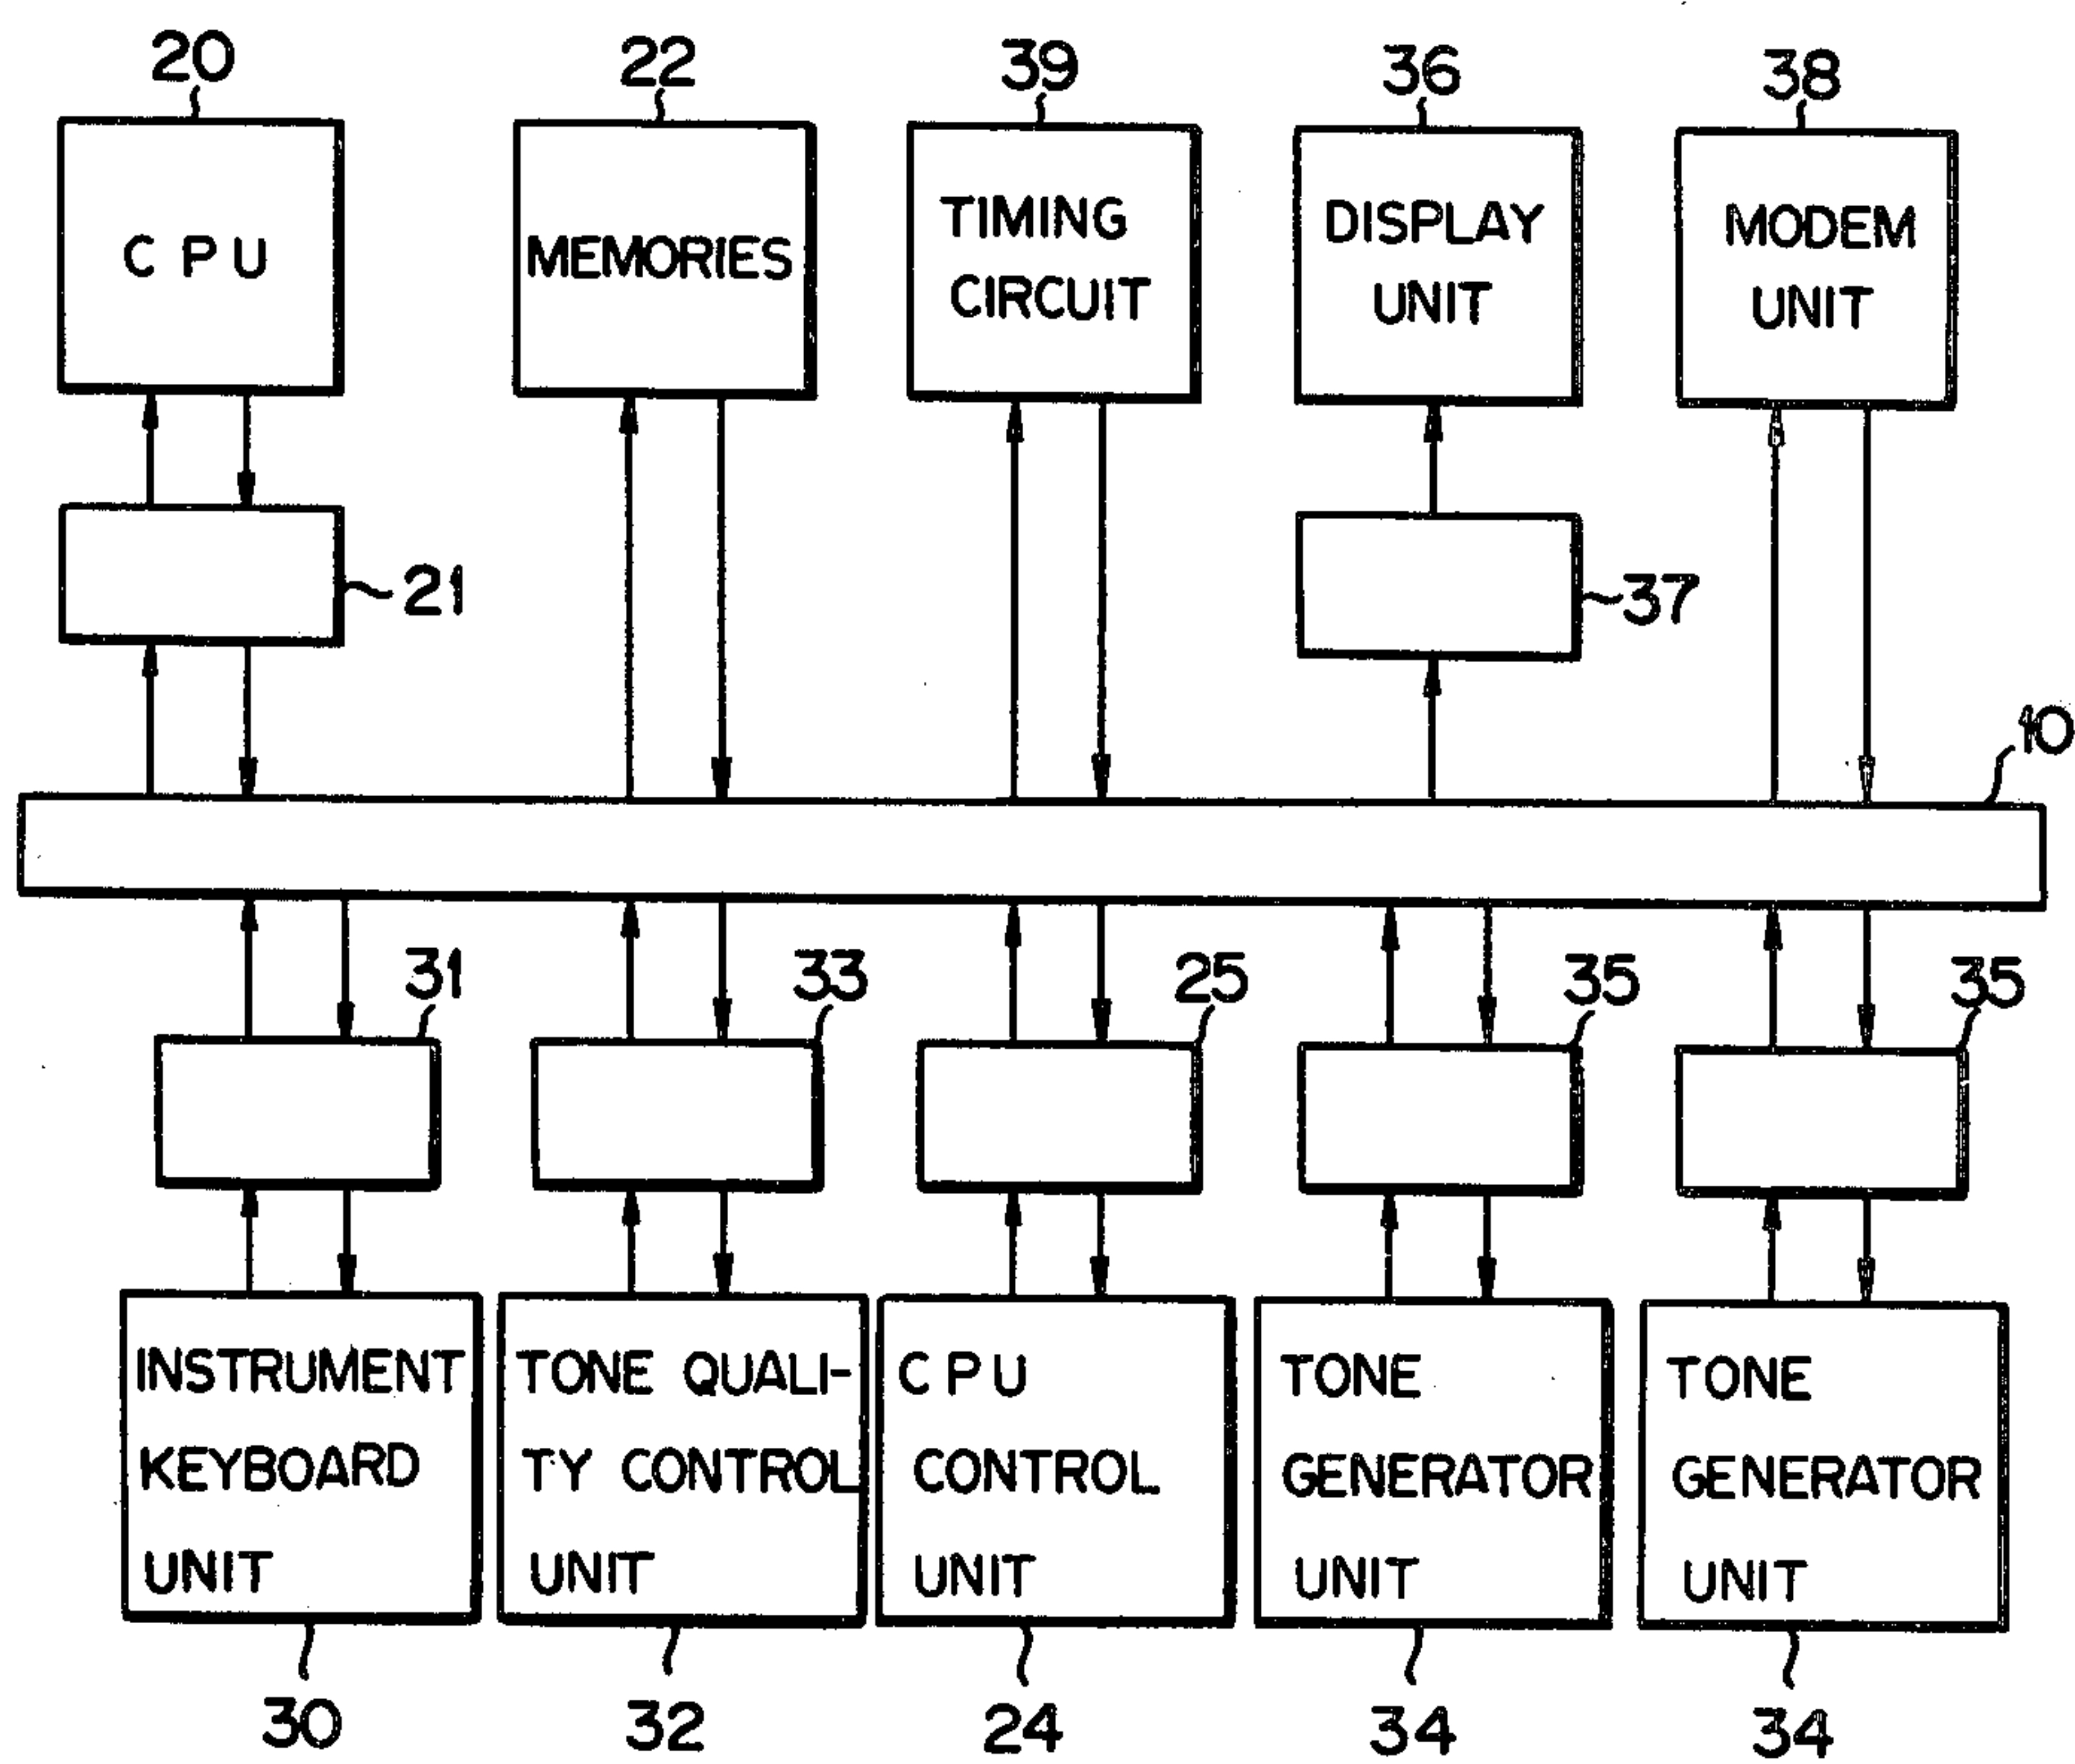 20
22
39
36
38
C P U
MEMORIES
TIMING
CIRCUIT
DISPLAY
UNIT
MODEM
UNIT
21
37
10
31
33
25
35
35
INSTRUMENT
KEYBOARD
UNIT
TONE QUALI-
TY CONTROL
UNIT
C P U
CONTROL
UNIT
TONE
GENERATOR
UNIT
TONE
GENERATOR
UNIT
30
32
24
34
34